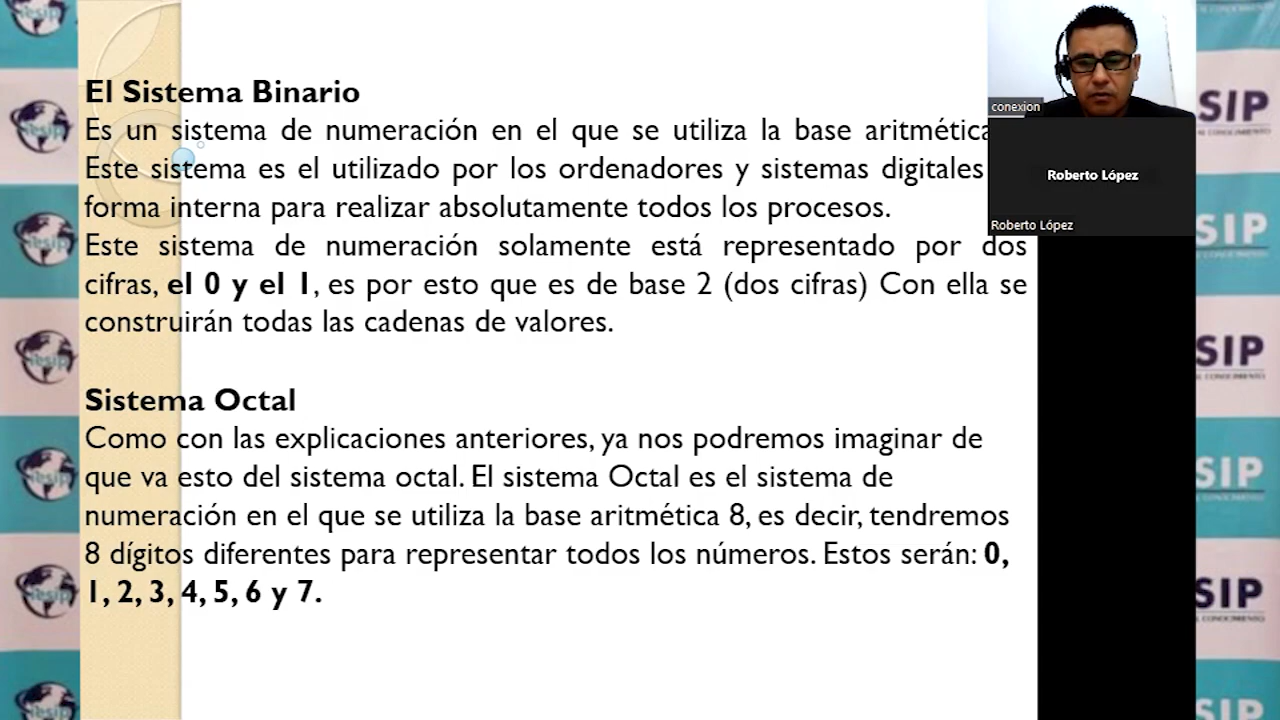 El Sistema Binario
Es un sistema de numeración en el que se utiliza la base aritmética
Este sistema es el utilizado por los ordenadores y sistemas digitales
forma interna para realizar absolutamente todos los procesos.
Este sistema de numeración solamente está representado por dos
cifras, el 0 y el 1, es por esto que es de base 2 (dos cifras) Con ella se
construirán todas las cadenas de valores.
Sistema Octal
Como con las explicaciones anteriores, ya nos podremos imaginar de
que va esto del sistema octal. El sistema Octal es el sistema de
numeración en el que se utiliza la base aritmética 8, es decir, tendremos
8 dígitos diferentes para representar todos los números. Estos serán: 0,
1, 2, 3, 4, 5, 6 y 7.
conexion
Roberto López
Roberto López
SIP
SIP
SIP
SIP
SIP
SIP